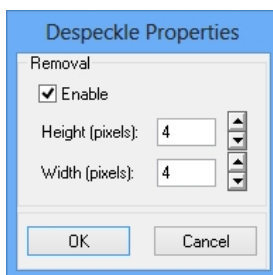 Despeckle Properties
Removal
Enable
Height (pixels): 4
Width (pixels): 4
OK Cancel